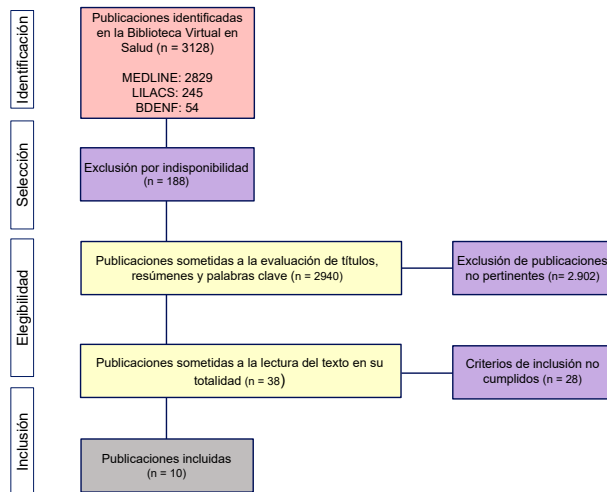 Identificación
Publicaciones identificadas
en la Biblioteca Virtual en
Salud (n = 3128)
MEDLINE: 2829
LILACS: 245
BDENF: 54
Selección
Exclusión por indisponibilidad
(n = 188)
Elegibilidad
Publicaciones sometidas a la evaluación de títulos,
resúmenes y palabras clave (n = 2940)
Exclusión de publicaciones
no pertinentes (n= 2.902)
Publicaciones sometidas a la lectura del texto en su
totalidad (n = 38)
Criterios de inclusión no
cumplidos (n = 28)
Inclusión
Publicaciones incluidas
(n = 10)